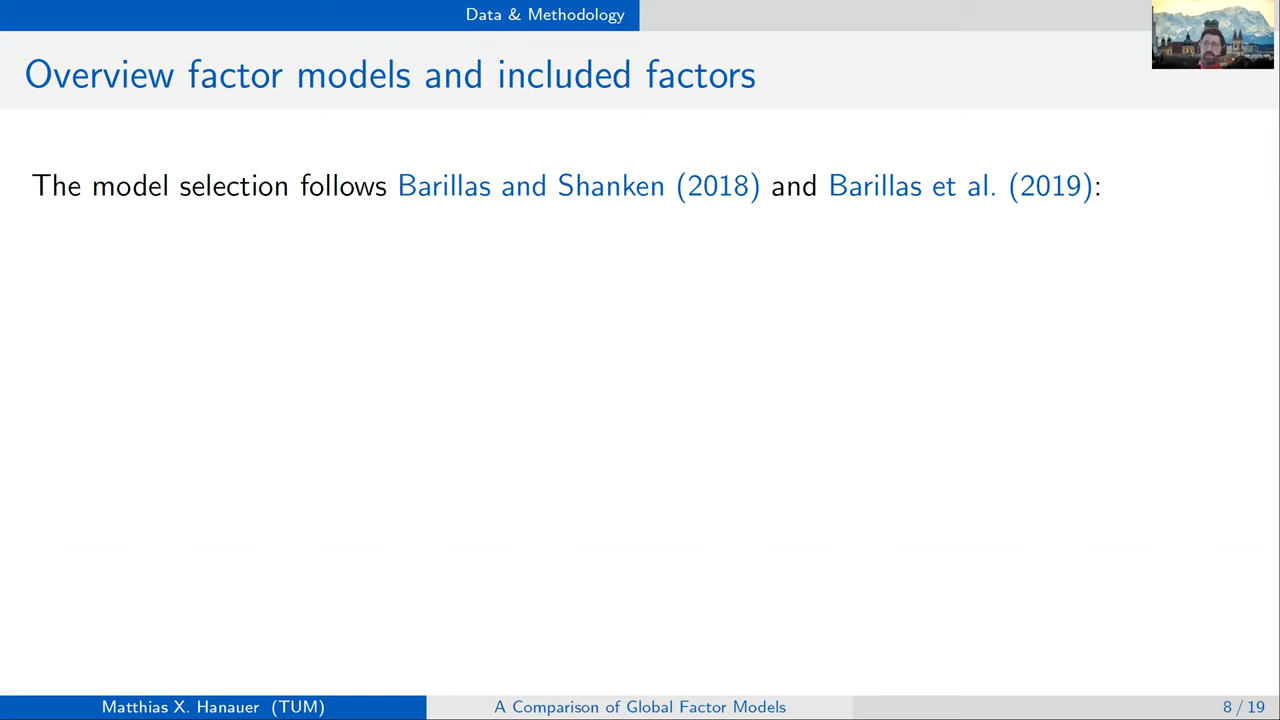 Data & Methodology
Overview factor models and included factors
The model selection follows Barillas and Shanken (2018) and Barillas et al. (2019):
Matthias X. Hanauer (TUM)
A Comparison of Global Factor Models
8 / 19